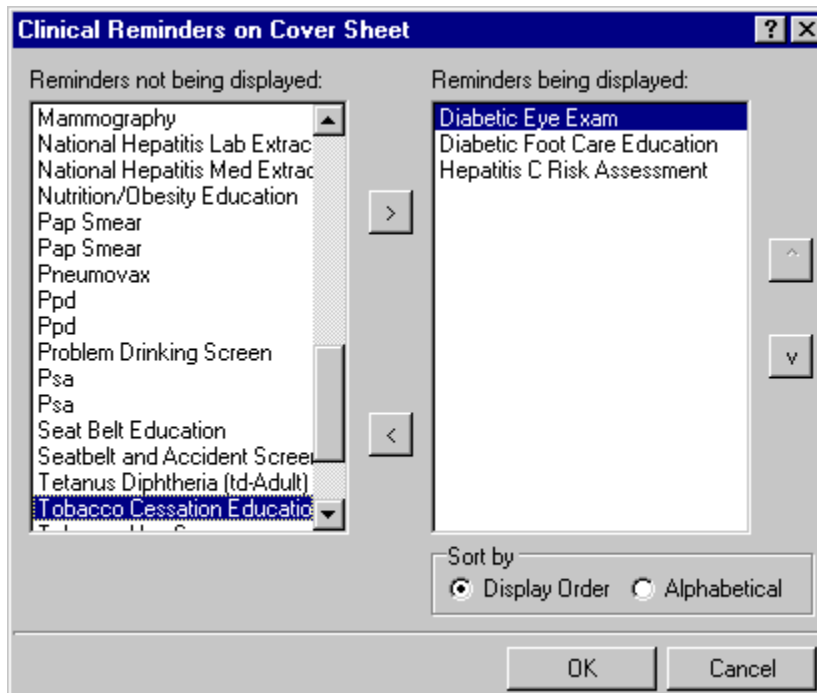 Clinical Reminders on Cover Sheet
? X
Reminders not being displayed:
Mammography
National Hepatitis Lab Extrac
National Hepatitis Med Extrac
Nutrition/Obesity Education
Pap Smear
Pap Smear
Pneumovax
Ppd
Ppd
Problem Drinking Screen
Psa
Psa
Seat Belt Education
Seatbelt and Accident Screen
Tetanus Diphtheria (td-Adult)
Tobacco Cessation Educatio
>
<
Reminders being displayed:
Diabetic Eye Exam
Diabetic Foot Care Education
Hepatitis C Risk Assessment
^
v
Sort by
Display Order Alphabetical
OK Cancel